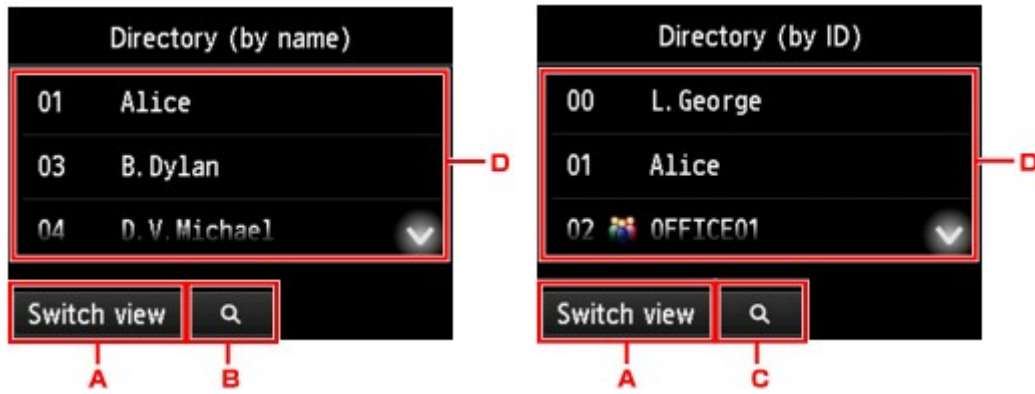 Directory (by name)
01 Alice
03 B.Dylan
04 D.V.Michael
D
Switch view
A
B
Directory (by ID)
00 L.George
01 Alice
02 OFFICE01
D
Switch view
A
C